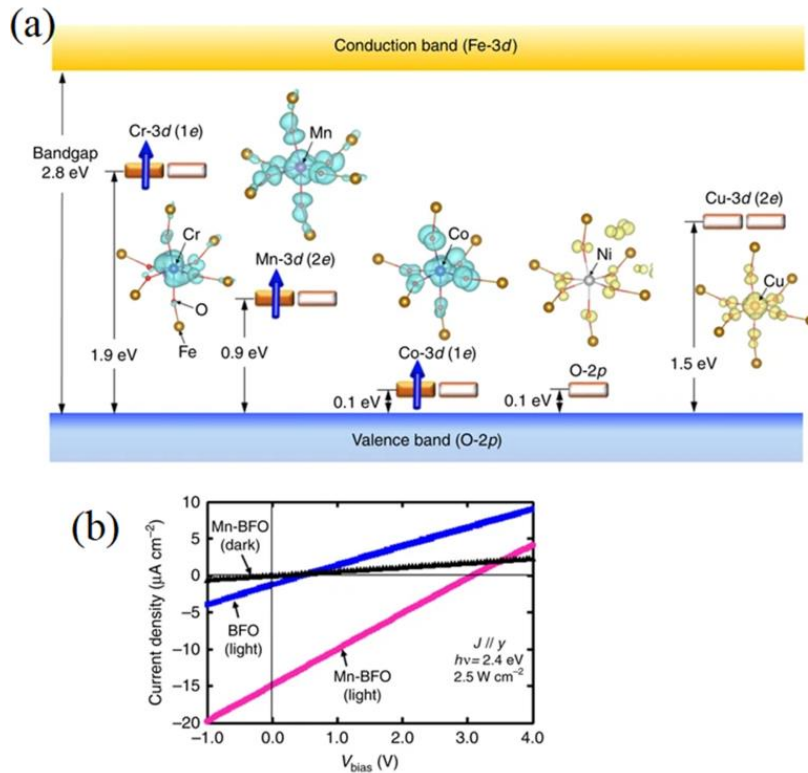 (a)
Conduction band (Fe-3d)
Bandgap
2.8 eV
Cr-3d (1e)
Mn
Cr
O
Fe
1.9 eV
Mn-3d (2e)
0.9 eV
Co
Co-3d (1e)
0.1 eV
Ni
O-2p
0.1 eV
Cu-3d (2e)
Cu
1.5 eV
Valence band (O-2p)
(b)
Current density (μA cm⁻²)
10
5
0
−5
−10
−15
−20
Mn-BFO
(dark)
BFO
(light)
Mn-BFO
(light)
J // y
hν= 2.4 eV
2.5 W cm⁻²
−1.0 0.0 1.0 2.0 3.0 4.0
Vbias (V)